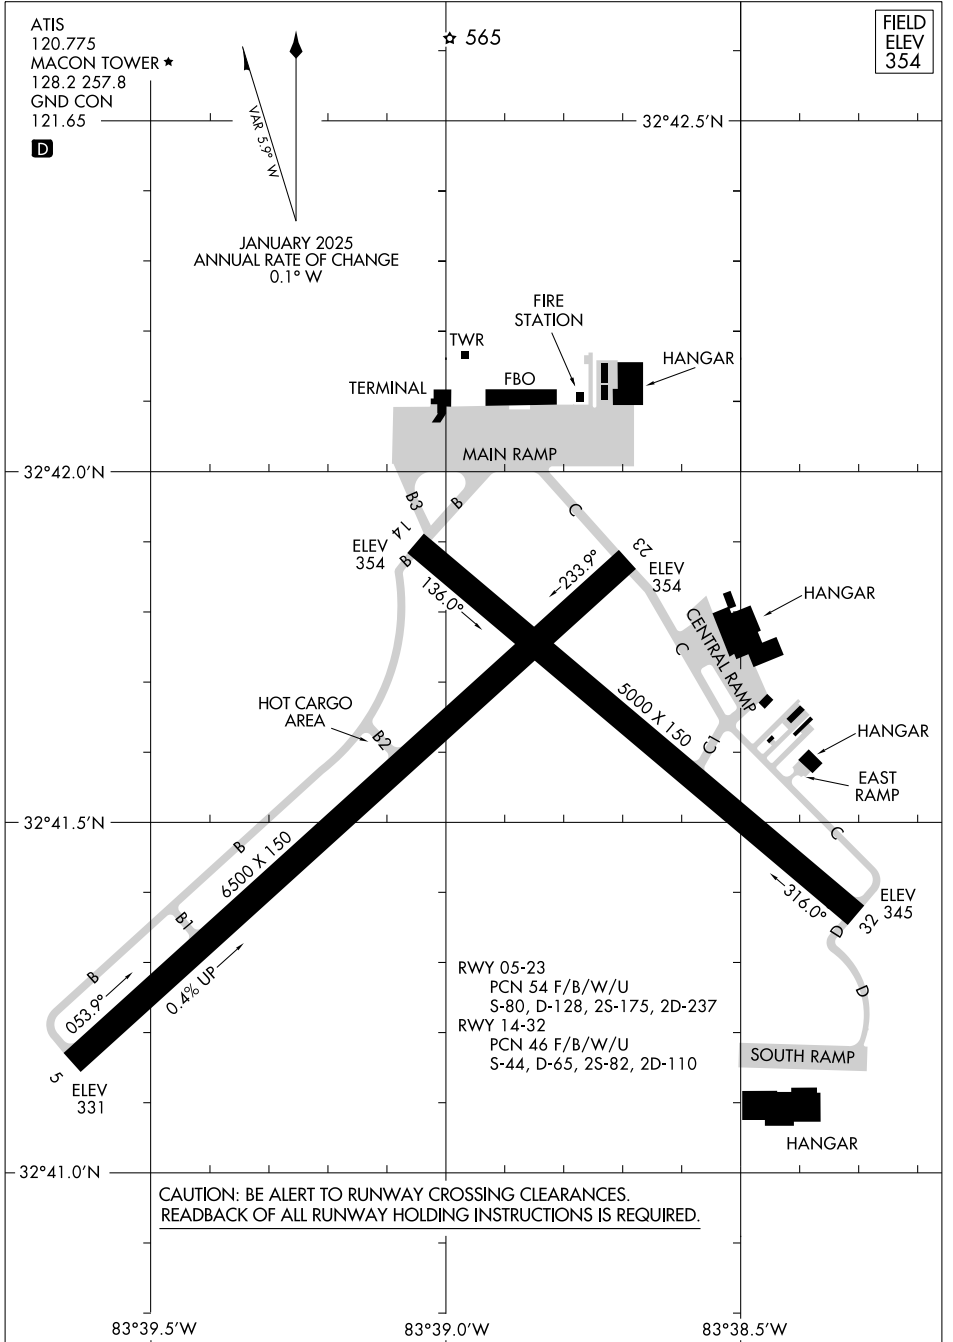 ATIS
120.775
MACON TOWER ★
128.2 257.8
GND CON
121.65
D
565
FIELD
ELEV
354
VAR 5.9° W
32°42.5'N
JANUARY 2025
ANNUAL RATE OF CHANGE
0.1° W
FIRE
STATION
TWR
HANGAR
TERMINAL
FBO
MAIN RAMP
32°42.0'N
B3
B
C
14
23
ELEV
354
B
136.0°
233.9°
ELEV
354
HANGAR
C
CENTRAL RAMP
5000 X 150
HOT CARGO
AREA
B2
C1
HANGAR
EAST
RAMP
32°41.5'N
C
B
6500 X 150
316.0°
ELEV
345
32
B1
D
B
053.9°
0.4% UP
RWY 05-23
PCN 54 F/B/W/U
S-80, D-128, 2S-175, 2D-237
RWY 14-32
PCN 46 F/B/W/U
S-44, D-65, 2S-82, 2D-110
D
SOUTH RAMP
5
ELEV
331
HANGAR
32°41.0'N
CAUTION: BE ALERT TO RUNWAY CROSSING CLEARANCES.
READBACK OF ALL RUNWAY HOLDING INSTRUCTIONS IS REQUIRED.
83°39.5'W
83°39.0'W
83°38.5'W